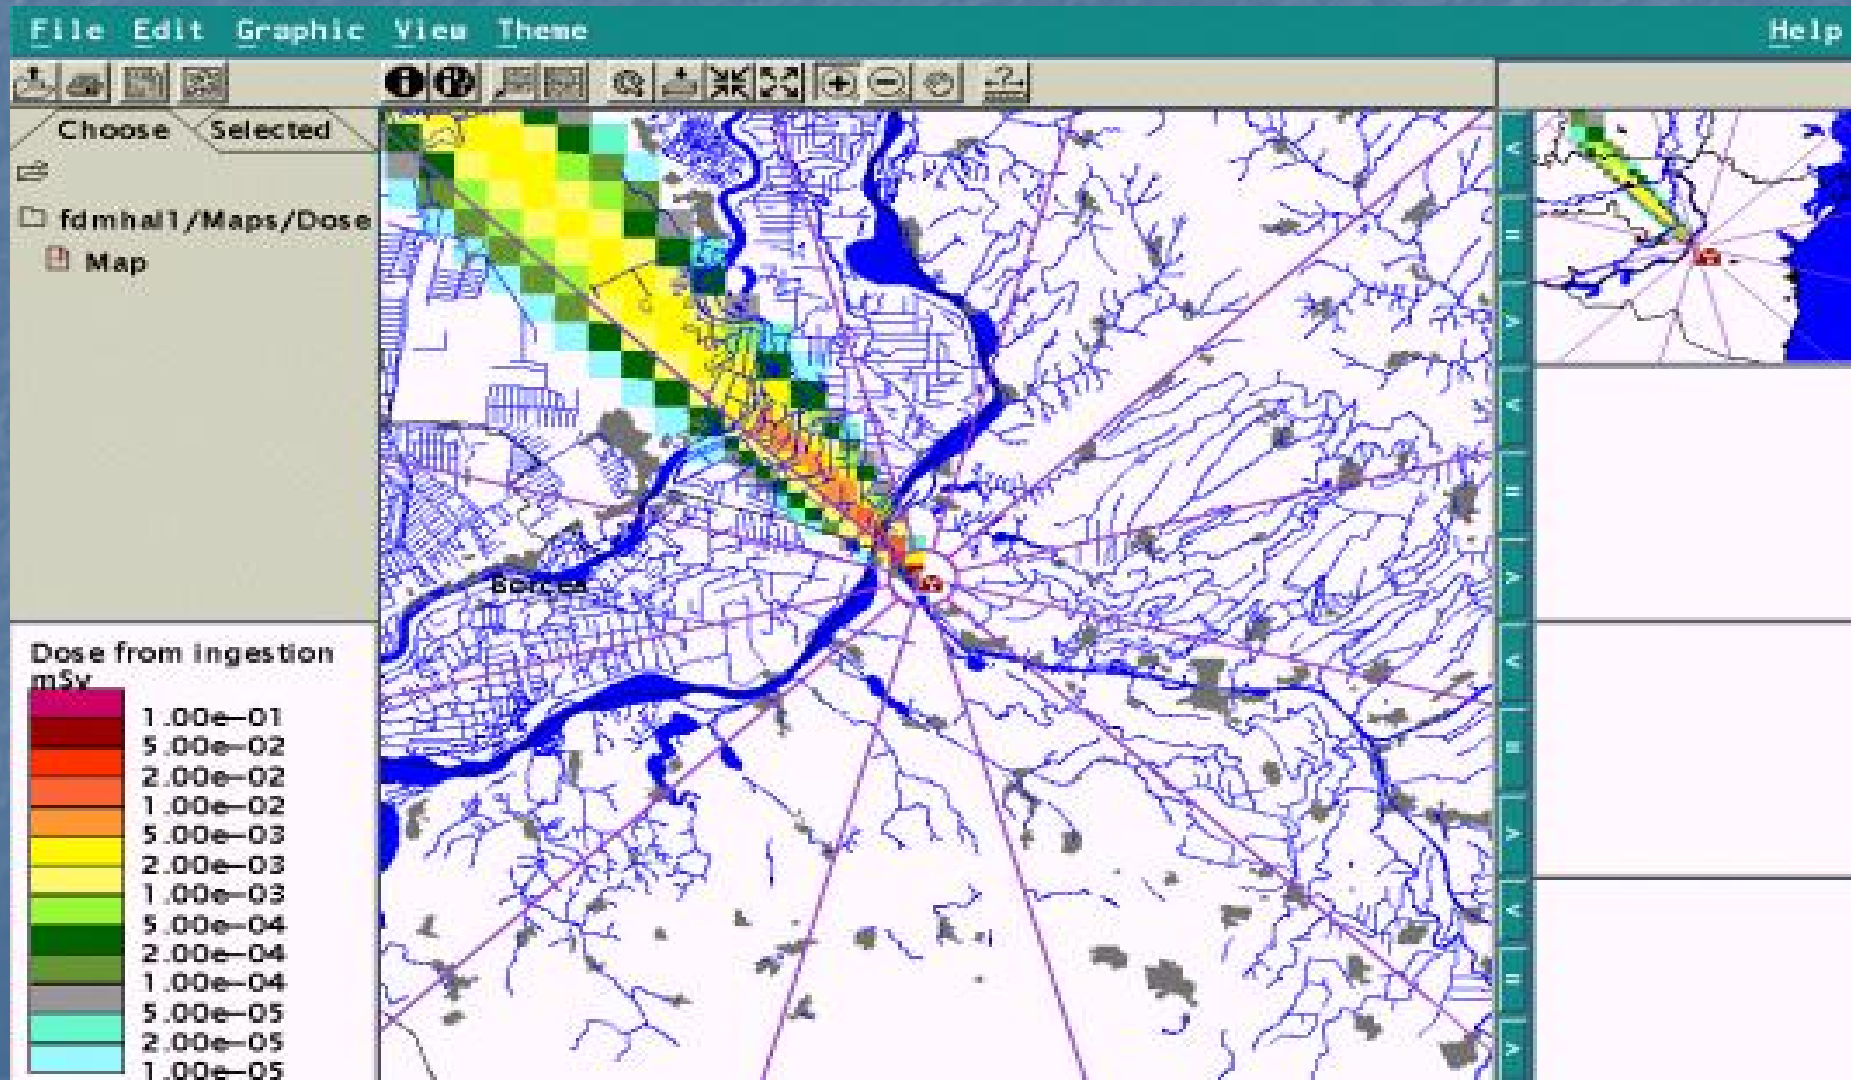 File Edit Graphic View Theme Help
Choose Selected
fdmhal1/Maps/Dose
Map
Borcea
Dose from ingestion
mSv
1.00e-01
5.00e-02
2.00e-02
1.00e-02
5.00e-03
2.00e-03
1.00e-03
5.00e-04
2.00e-04
1.00e-04
5.00e-05
2.00e-05
1.00e-05